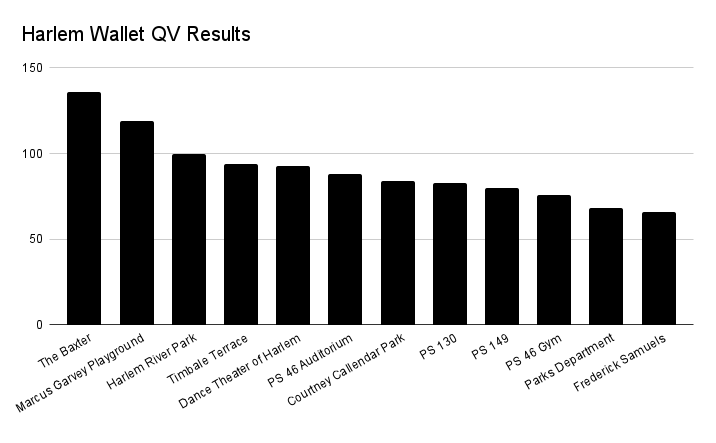 Harlem Wallet QV Results
150
100
50
0
The Baxter
Marcus Garvey Playground
Harlem River Park
Timbale Terrace
Dance Theater of Harlem
PS 46 Auditorium
Courtney Callendar Park
PS 130
PS 149
PS 46 Gym
Parks Department
Frederick Samuels